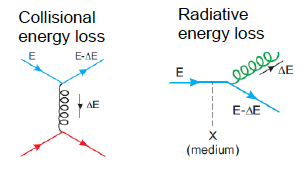 Collisional
energy loss
E
E-ΔE
ΔE
Radiative
energy loss
E
ΔE
E-ΔE
X
(medium)